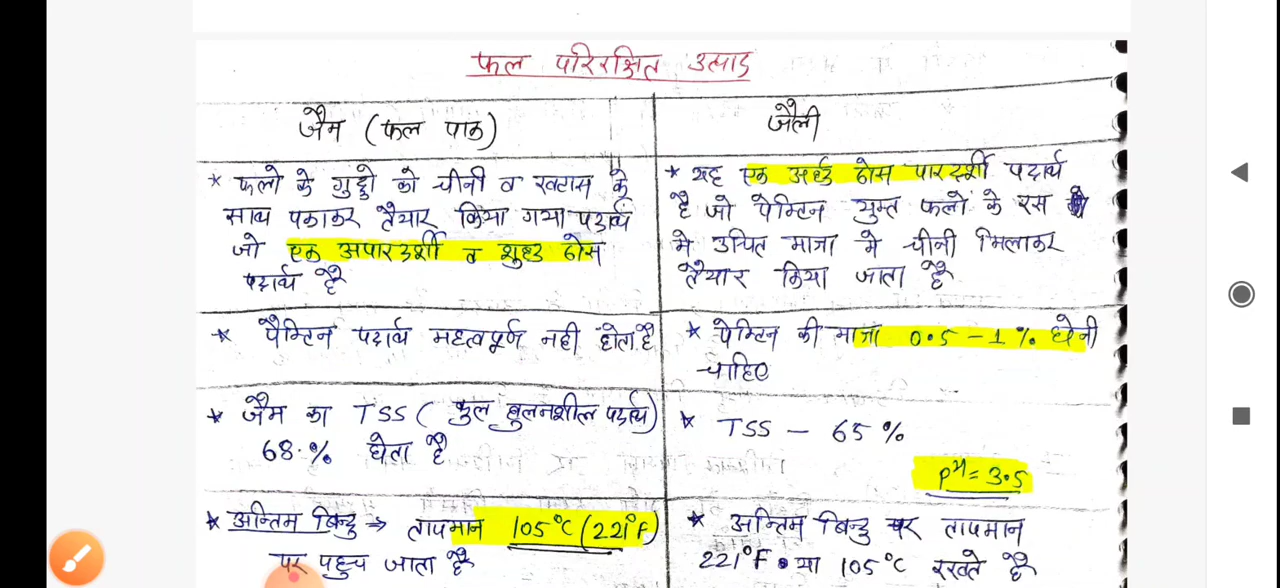 फल परिरक्षित उत्पाद
जैम (फल पाक)
* फलो के गुद्दो को चीनी व खटास के
साथ पकाकर तैयार किया गया पदार्थ
जो एक अपारदर्शी व शुद्ध ठोस
पदार्थ है
* पैक्टिन पदार्थ महत्वपूर्ण नही होता है
* जैम का TSS ( कुल घुलनशील पदार्थ)
68.% होता है
* अन्तिम बिन्दु → तापमान 105°C (221°F)
पर पहुच जाता है
जैली
* यह एक अर्द्ध ठोस पारदर्शी पदार्थ
है जो पेक्टिन युक्त फलो के रस
मे उचित मात्रा मे चीनी मिलाकर
तैयार किया जाता है
* पेक्टिन की मात्रा 0.5 – 1 % होनी
चाहिए
* TSS – 65 %
pH = 3.5
* अन्तिम बिन्दु पर तापमान
221°F या 105°C रखते है